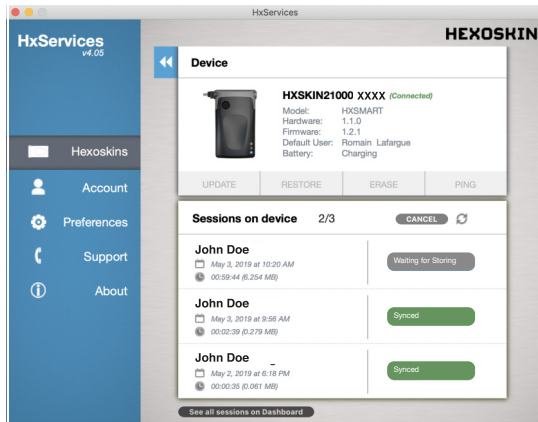 HxServices
HxServices
v4.05
HEXOSKIN
Device
HXSKIN21000 XXXX (Connected)
Model: HXSMART
Hardware: 1.1.0
Firmware: 1.2.1
Default User: Romain Lafargue
Battery: Charging
UPDATE RESTORE ERASE PING
Hexoskins
Account
Preferences
Support
About
Sessions on device 2/3 CANCEL
John Doe
May 3, 2019 at 10:20 AM
00:59:44 (6.254 MB)
Waiting for Storing
John Doe
May 3, 2019 at 9:56 AM
00:02:39 (0.279 MB)
Synced
John Doe
May 2, 2019 at 6:18 PM
00:00:35 (0.061 MB)
Synced
See all sessions on Dashboard